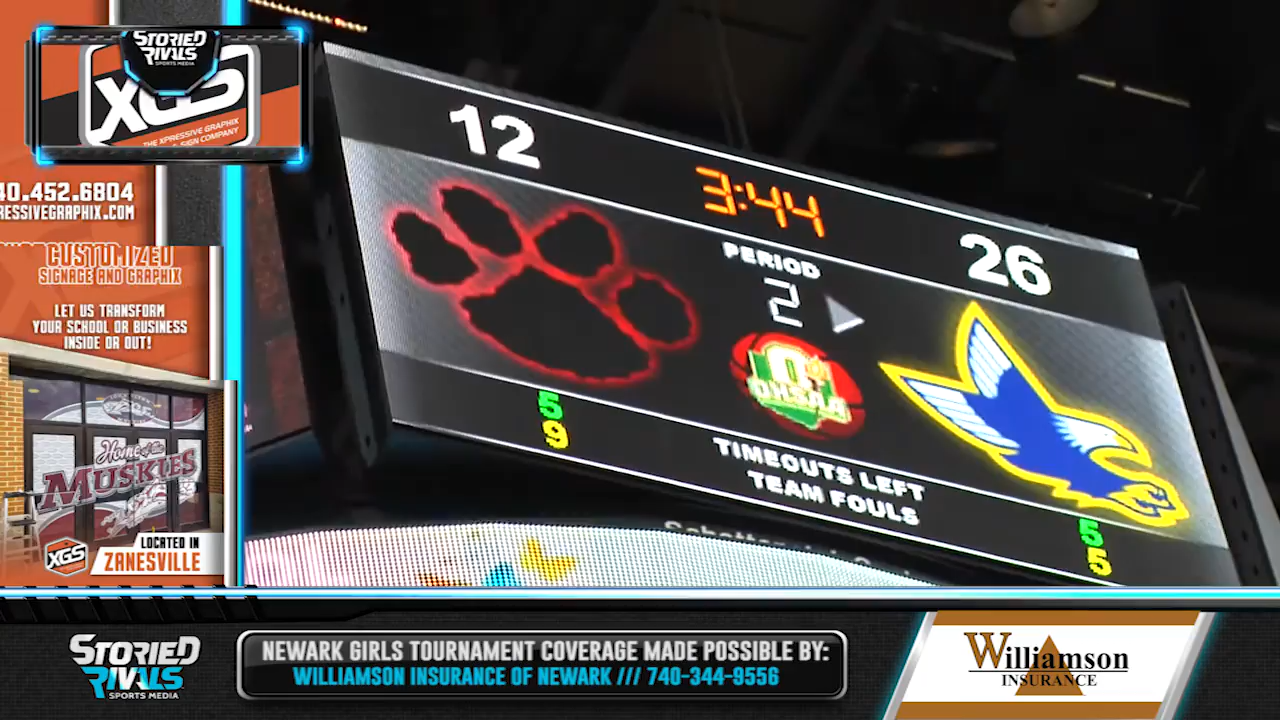 STORIED
RIVALS
SPORTS MEDIA
XGS
THE XPRESSIVE GRAPHIX
& SIGN COMPANY
40.452.6804
RESSIVEGRAPHIX.COM
CUSTOMIZED
SIGNAGE AND GRAPHIX
LET US TRANSFORM
YOUR SCHOOL OR BUSINESS
INSIDE OR OUT!
Home of the
MUSKIES
XGS
LOCATED IN
ZANESVILLE
12
3:44
26
PERIOD
2
OHSAA
5
TIMEOUTS LEFT
5
9
TEAM FOULS
5
STORIED
RIVALS
SPORTS MEDIA
NEWARK GIRLS TOURNAMENT COVERAGE MADE POSSIBLE BY:
WILLIAMSON INSURANCE OF NEWARK /// 740-344-9556
Williamson
INSURANCE